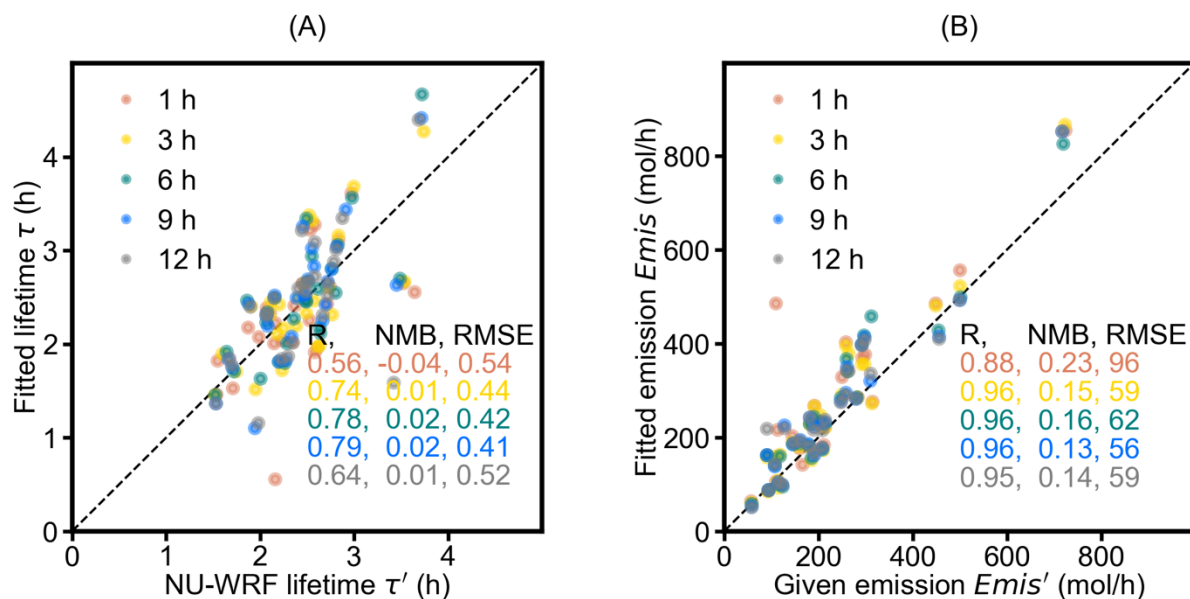 (A)
1 h
3 h
6 h
9 h
12 h
R, NMB, RMSE
0.56, -0.04, 0.54
0.74, 0.01, 0.44
0.78, 0.02, 0.42
0.79, 0.02, 0.41
0.64, 0.01, 0.52
Fitted lifetime τ (h)
4
3
2
1
0
0 1 2 3 4
NU-WRF lifetime τ′ (h)
(B)
1 h
3 h
6 h
9 h
12 h
R, NMB, RMSE
0.88, 0.23, 96
0.96, 0.15, 59
0.96, 0.16, 62
0.96, 0.13, 56
0.95, 0.14, 59
Fitted emission Emis (mol/h)
800
600
400
200
0
0 200 400 600 800
Given emission Emis′ (mol/h)